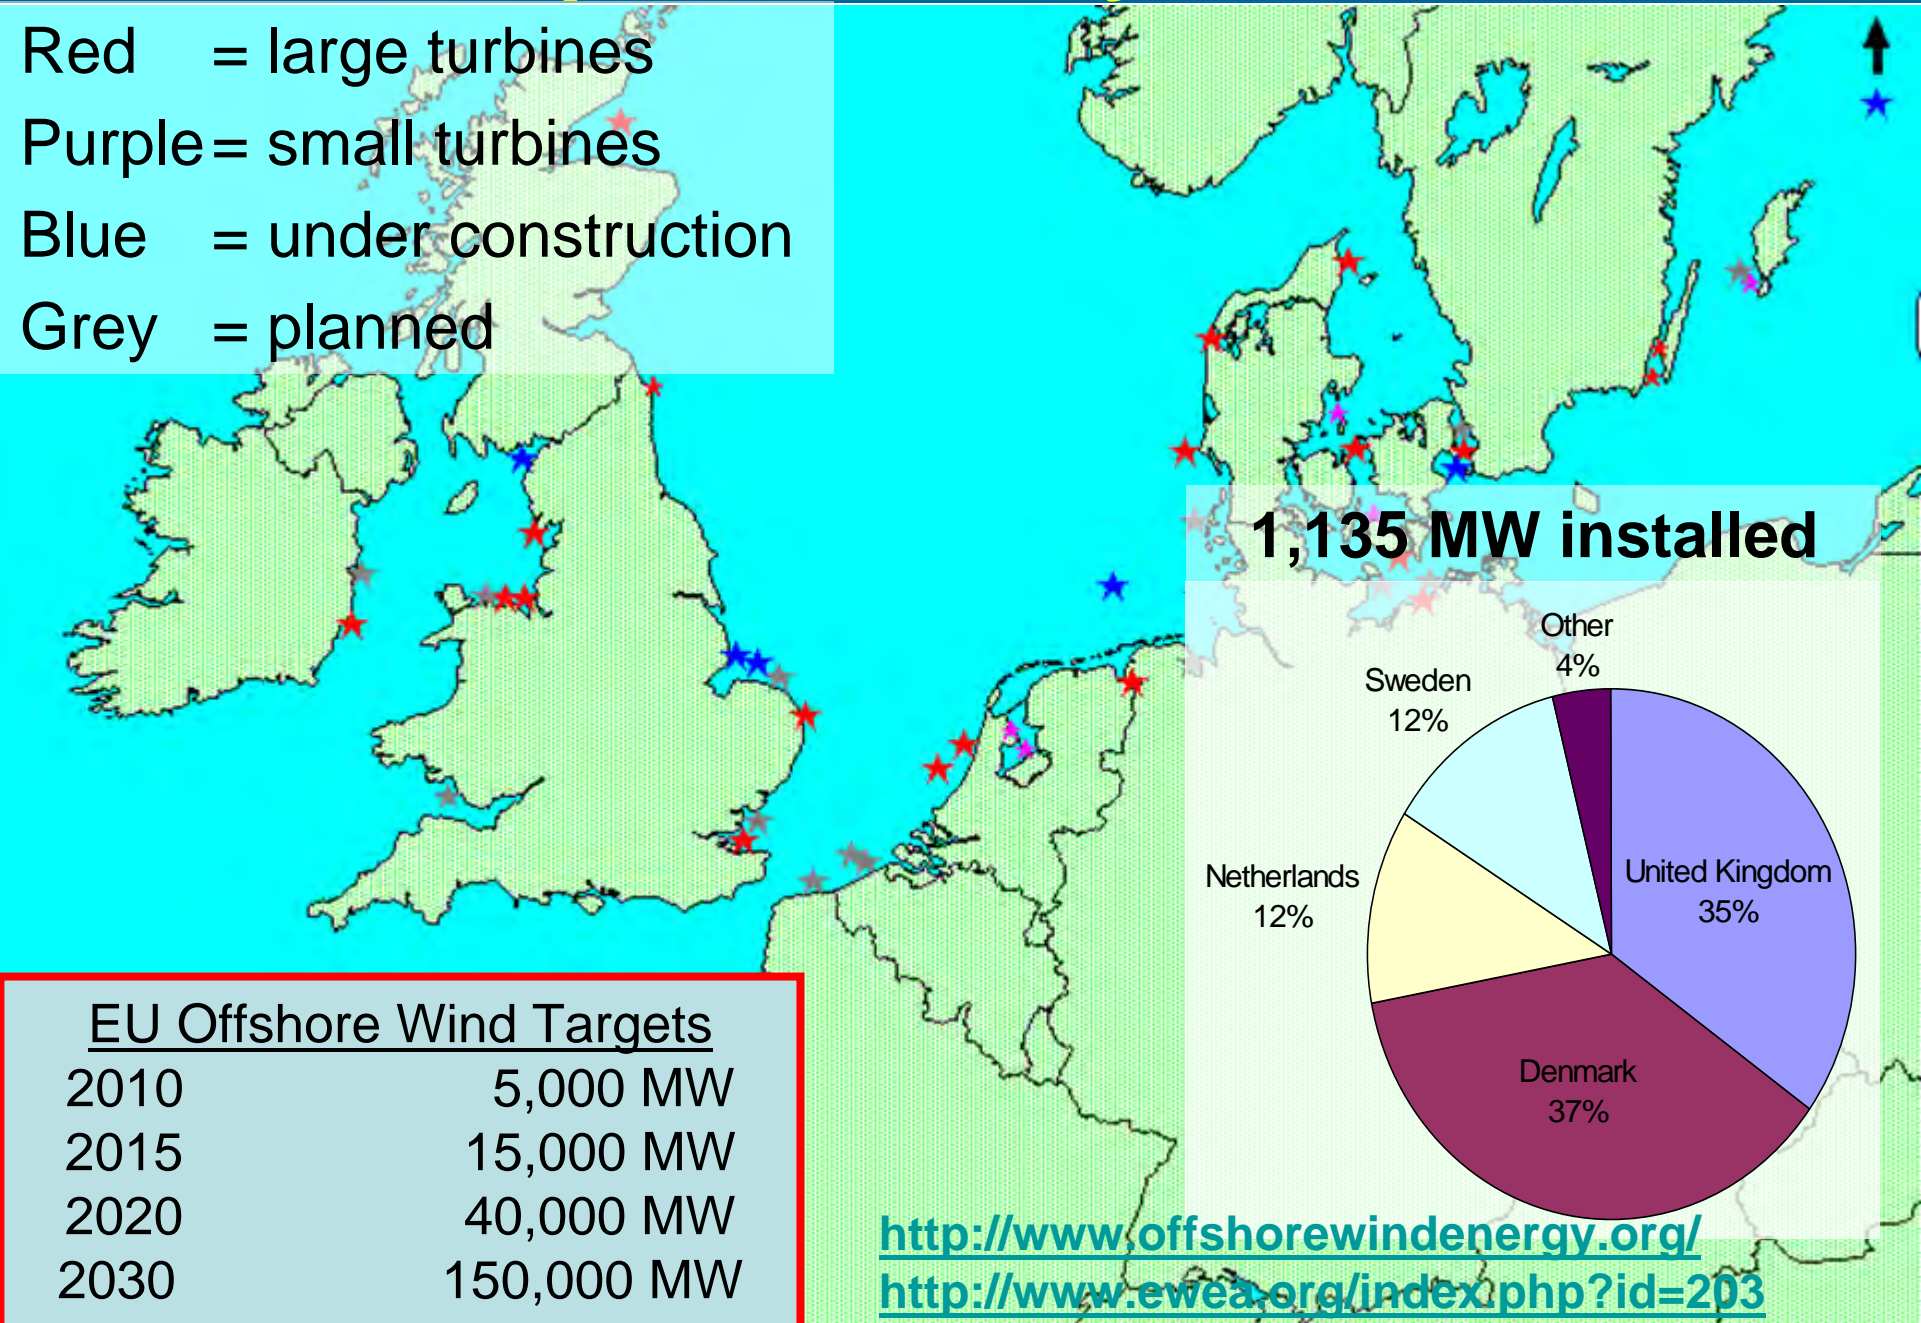 Red = large turbines
Purple = small turbines
Blue = under construction
Grey = planned
1,135 MW installed
Other
4%
Sweden
12%
Netherlands
12%
United Kingdom
35%
Denmark
37%
EU Offshore Wind Targets
2010 5,000 MW
2015 15,000 MW
2020 40,000 MW
2030 150,000 MW
http://www.offshorewindenergy.org/
http://www.ewea.org/index.php?id=203